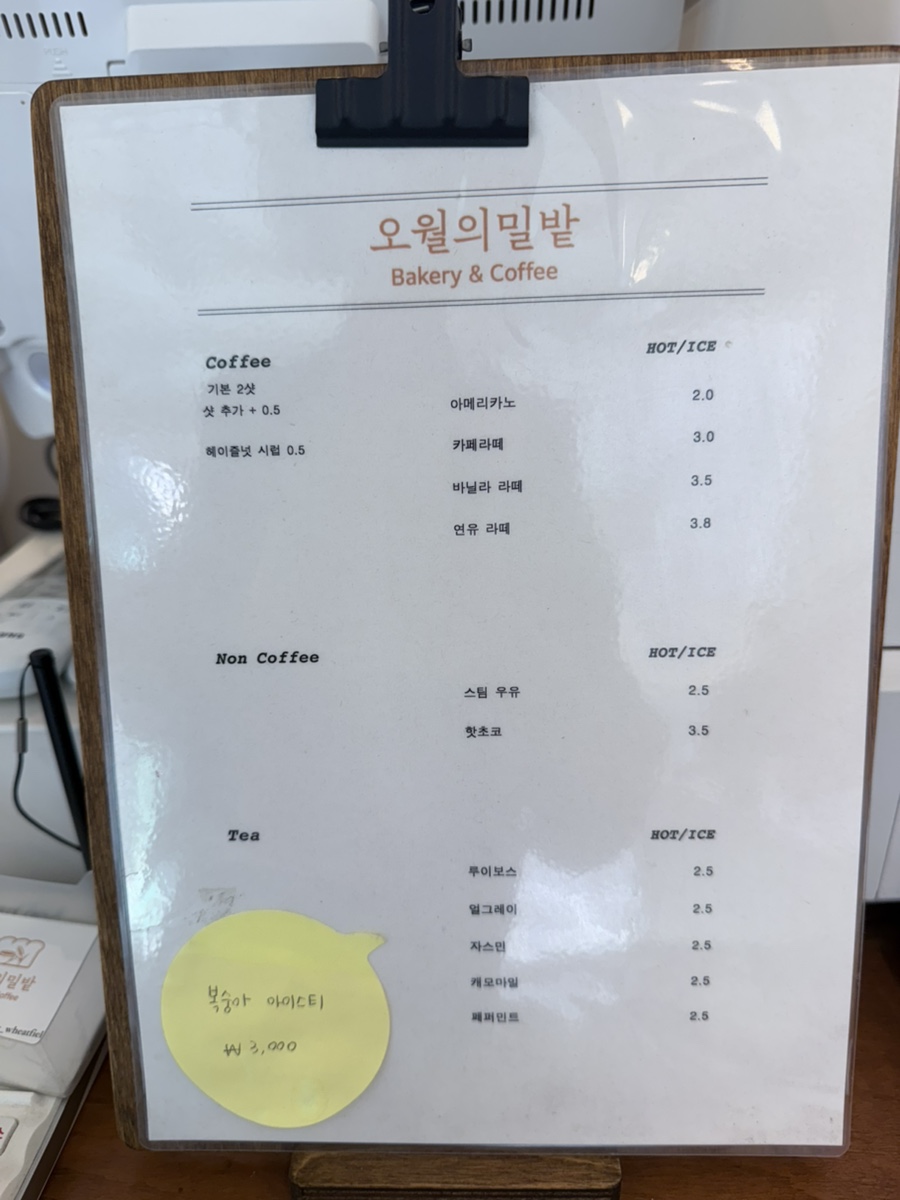 오월의밀밭
Bakery & Coffee
Coffee HOT/ICE
기본 2샷
샷 추가 + 0.5
헤이즐넛 시럽 0.5
아메리카노 2.0
카페라떼 3.0
바닐라 라떼 3.5
연유 라떼 3.8
Non Coffee HOT/ICE
스팀 우유 2.5
핫초코 3.5
Tea HOT/ICE
루이보스 2.5
얼그레이 2.5
자스민 2.5
캐모마일 2.5
페퍼민트 2.5
복숭아 아이스티
₩ 3,000
밀밭
wheatfiel